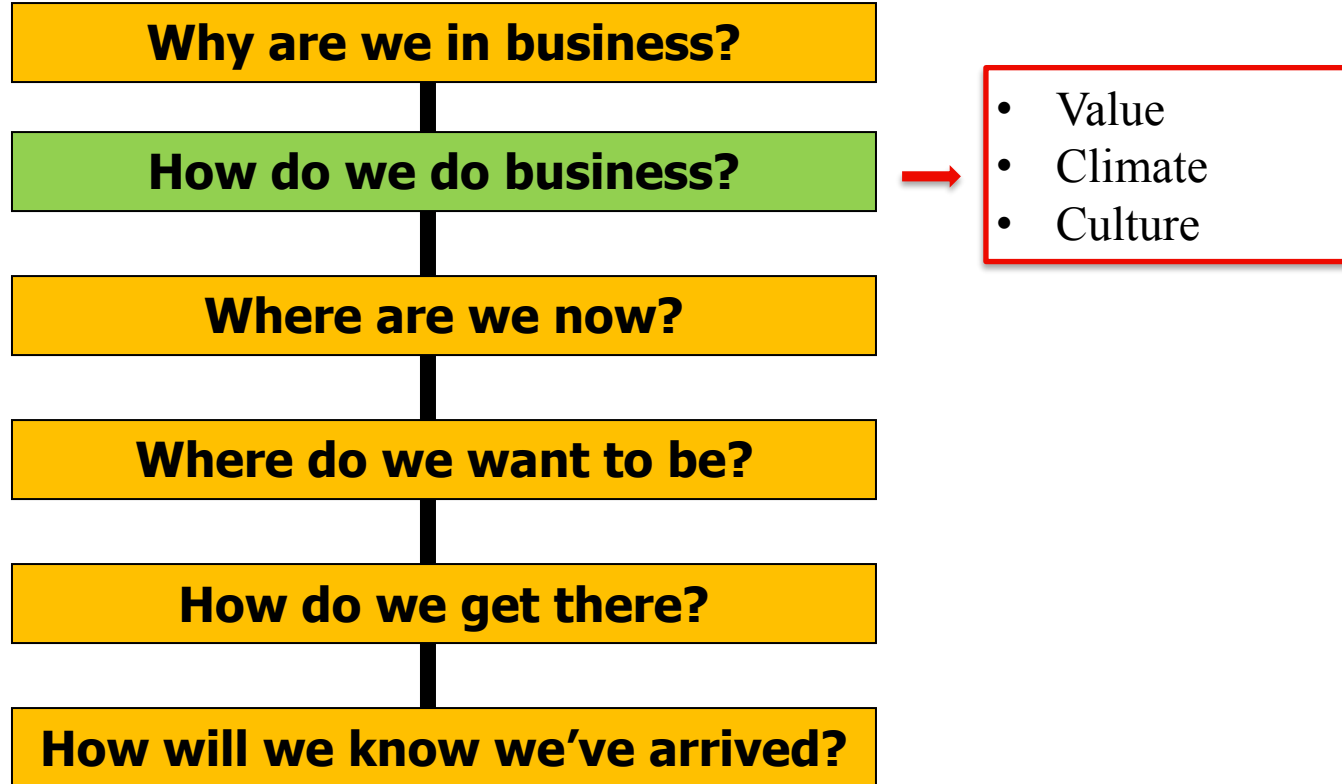 Why are we in business?
How do we do business?
• Value
• Climate
• Culture
Where are we now?
Where do we want to be?
How do we get there?
How will we know we’ve arrived?